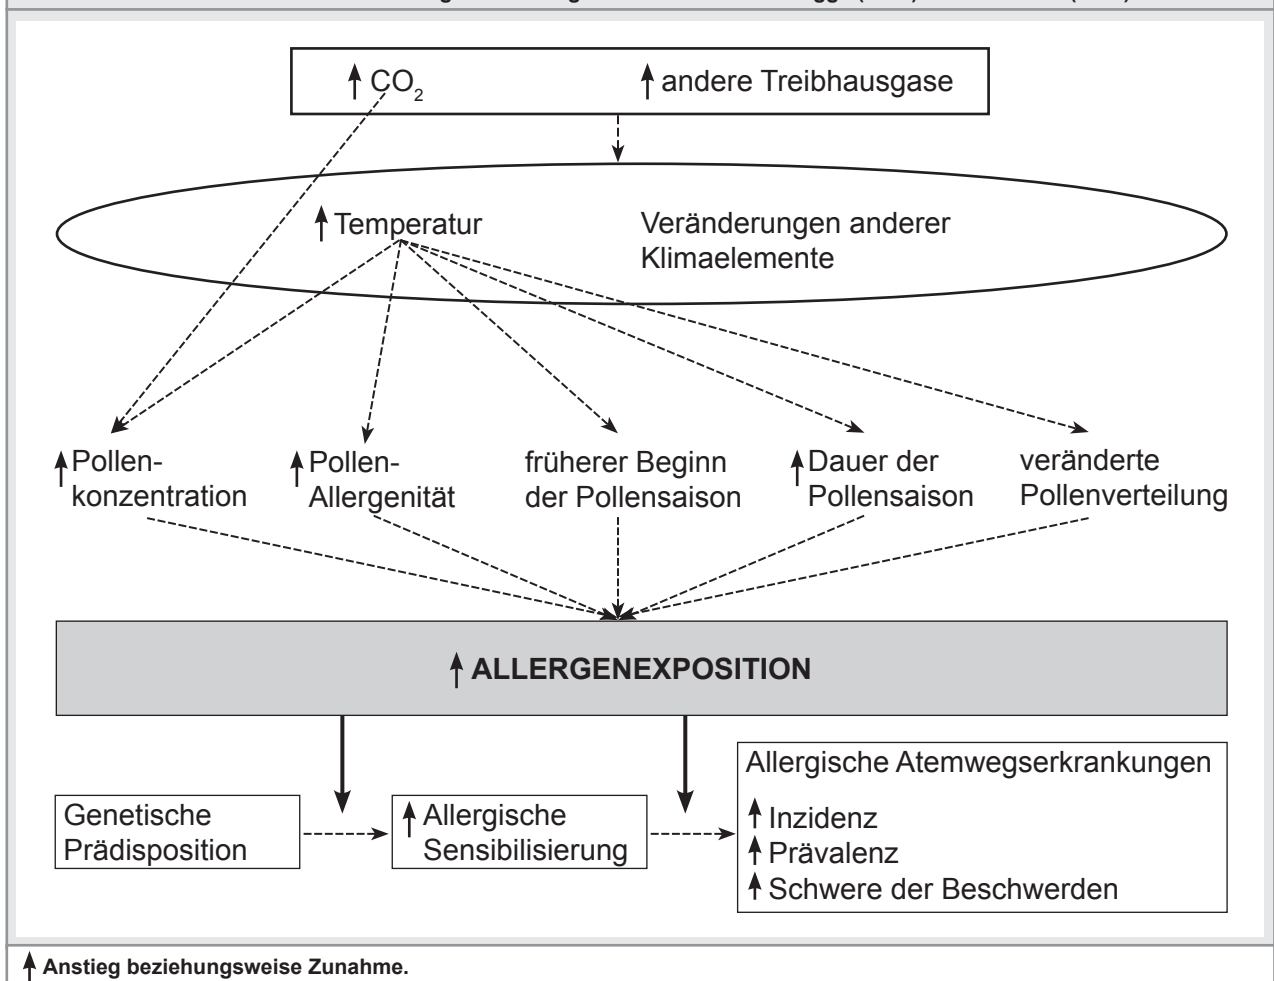 ↑ CO₂ ↑ andere Treibhausgase
↑ Temperatur
Veränderungen anderer
Klimaelemente
↑ Pollen-
konzentration
↑ Pollen-
Allergenität
früherer Beginn
der Pollensaison
↑ Dauer der
Pollensaison
veränderte
Pollenverteilung
↑ ALLERGENEXPOSITION
Genetische
Prädisposition
↑ Allergische
Sensibilisierung
Allergische Atemwegserkrankungen
↑ Inzidenz
↑ Prävalenz
↑ Schwere der Beschwerden
↑ Anstieg beziehungsweise Zunahme.